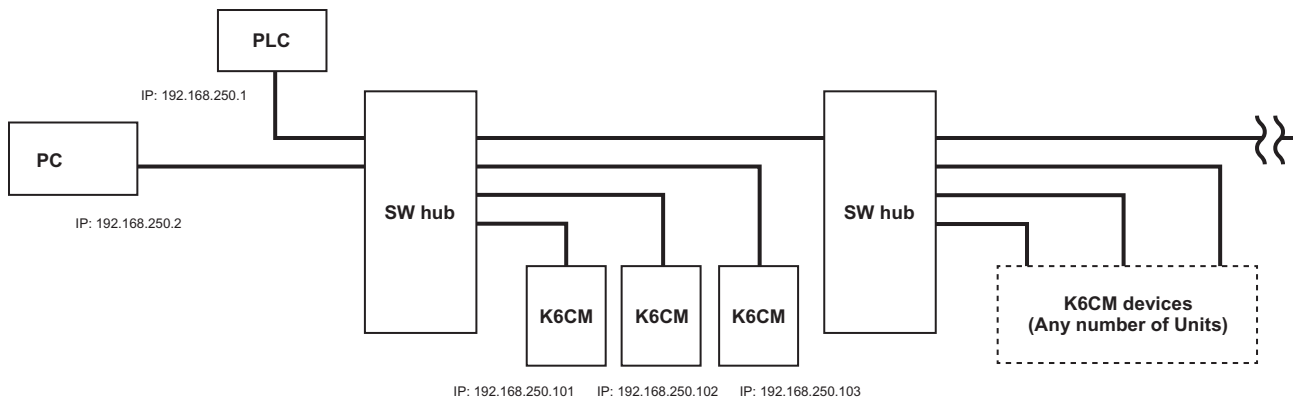 PLC
IP: 192.168.250.1
PC
IP: 192.168.250.2
SW hub
SW hub
K6CM
K6CM
K6CM
IP: 192.168.250.101
IP: 192.168.250.102
IP: 192.168.250.103
K6CM devices
(Any number of Units)